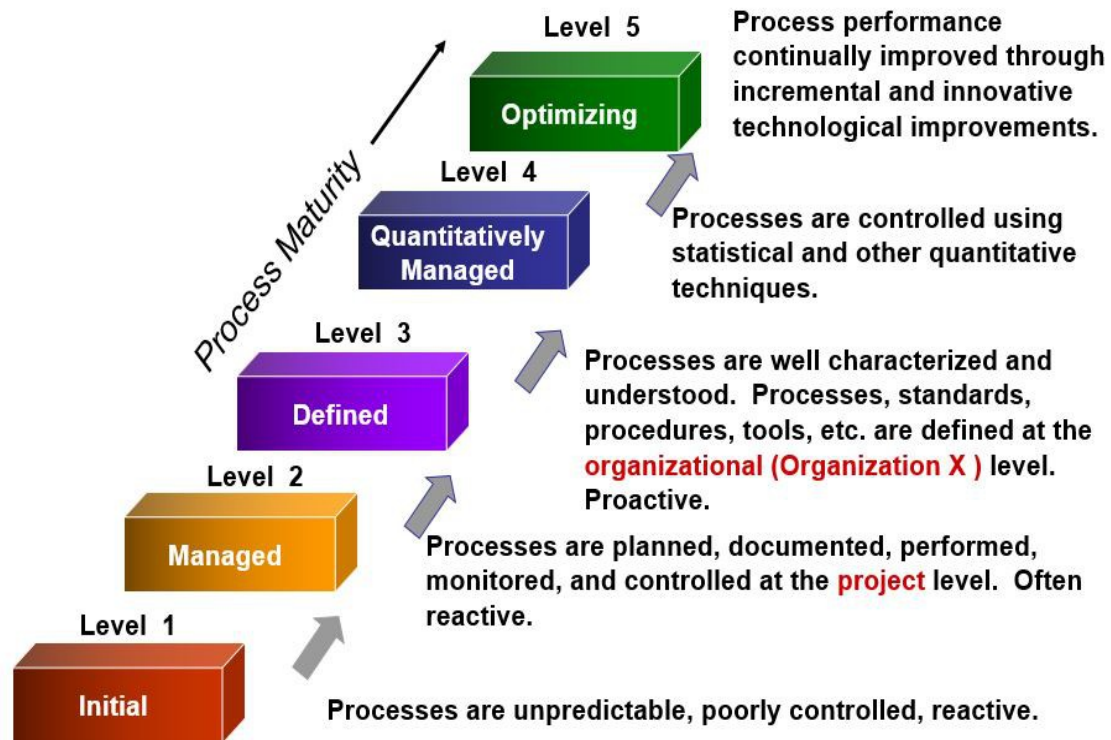 Level 5
Process performance
continually improved through
incremental and innovative
technological improvements.
Optimizing
Process Maturity
Level 4
Quantitatively
Managed
Processes are controlled using
statistical and other quantitative
techniques.
Level 3
Defined
Processes are well characterized and
understood. Processes, standards,
procedures, tools, etc. are defined at the
organizational (Organization X ) level.
Proactive.
Level 2
Managed
Processes are planned, documented, performed,
monitored, and controlled at the project level. Often
reactive.
Level 1
Initial
Processes are unpredictable, poorly controlled, reactive.